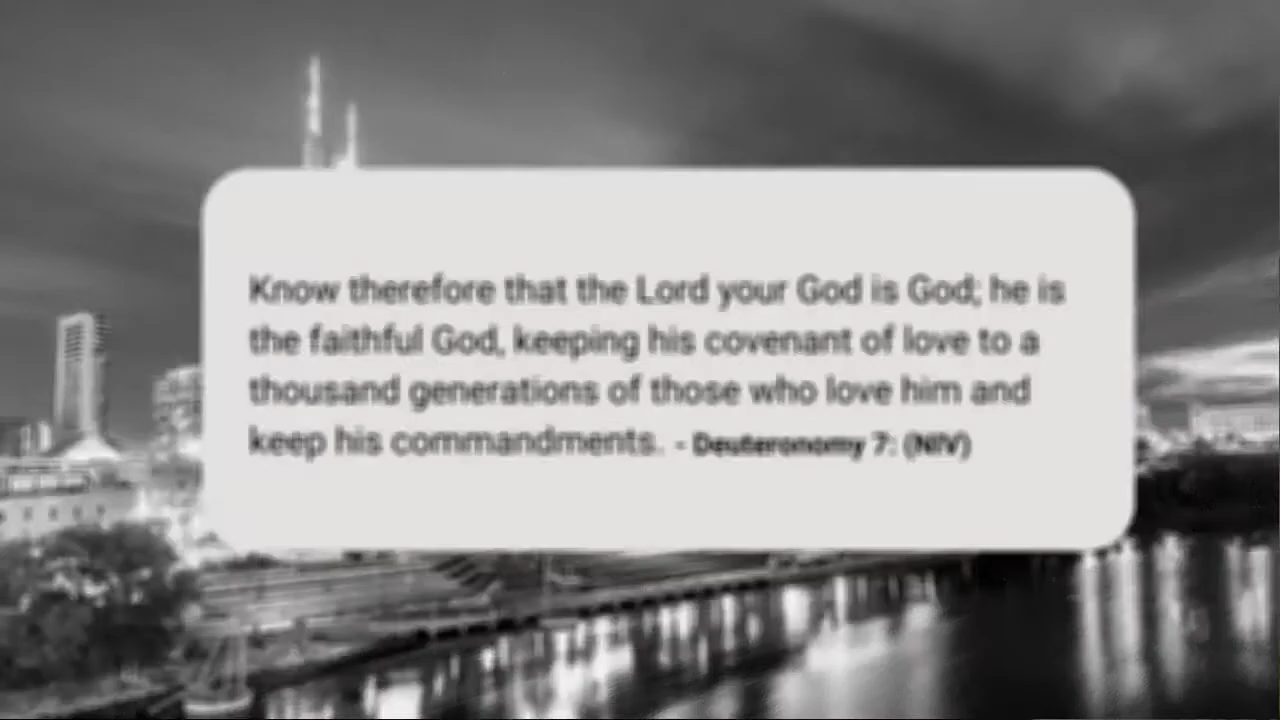 Know therefore that the Lord your God is God; he is
the faithful God, keeping his covenant of love to a
thousand generations of those who love him and
keep his commandments. - Deuteronomy 7: (NIV)